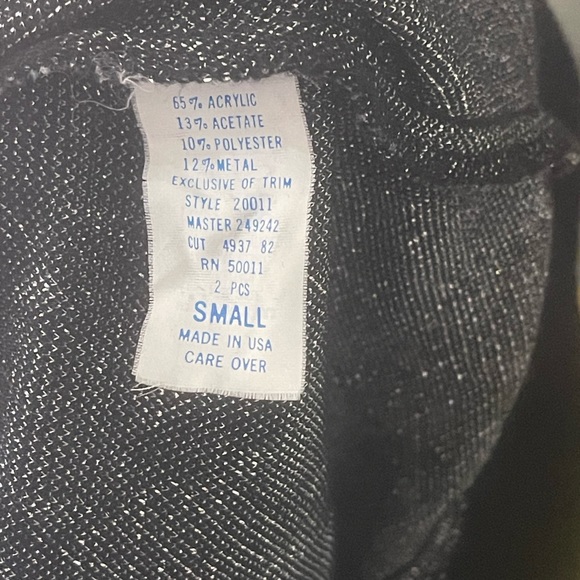 65% ACRYLIC
13% ACETATE
10% POLYESTER
12% METAL
EXCLUSIVE OF TRIM
STYLE 20011
MASTER 249242
CUT 4937 82
RN 50011
2 PCS
SMALL
MADE IN USA
CARE OVER